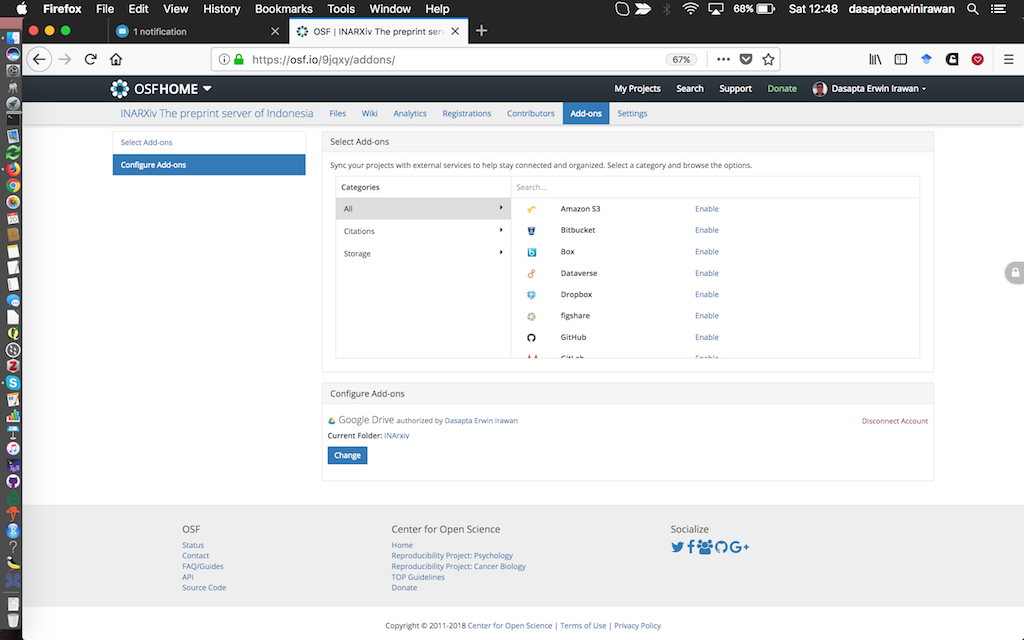 Firefox File Edit View History Bookmarks Tools Window Help 68% Sat 12:48 dasaptaerwinirawan
1 notification OSF | INARXiv The preprint ser
https://osf.io/9jqxy/addons/ 67%
OSFHOME My Projects Search Support Donate Dasapta Erwin Irawan
INARXiv The preprint server of Indonesia Files Wiki Analytics Registrations Contributors Add-ons Settings
Select Add-ons
Configure Add-ons
Select Add-ons
Sync your projects with external services to help stay connected and organized. Select a category and browse the options.
Categories
All
Citations
Storage
Search...
Amazon S3 Enable
Bitbucket Enable
Box Enable
Dataverse Enable
Dropbox Enable
figshare Enable
GitHub Enable
GitLab Enable
Configure Add-ons
Google Drive authorized by Dasapta Erwin Irawan Disconnect Account
Current Folder: INArxiv
Change
OSF
Status
Contact
FAQ/Guides
API
Source Code
Center for Open Science
Home
Reproducibility Project: Psychology
Reproducibility Project: Cancer Biology
TOP Guidelines
Donate
Socialize
Copyright © 2011-2018 Center for Open Science | Terms of Use | Privacy Policy